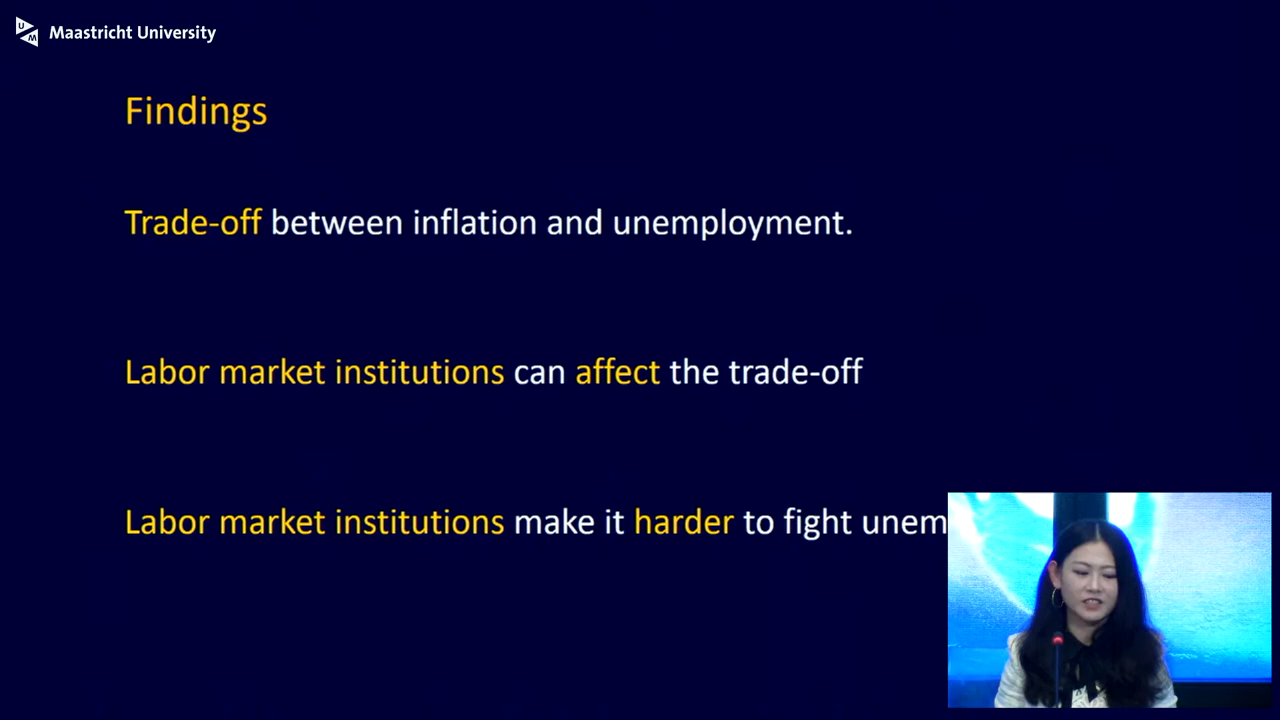 UM
Maastricht University
Findings
Trade-off between inflation and unemployment.
Labor market institutions can affect the trade-off
Labor market institutions make it harder to fight unem